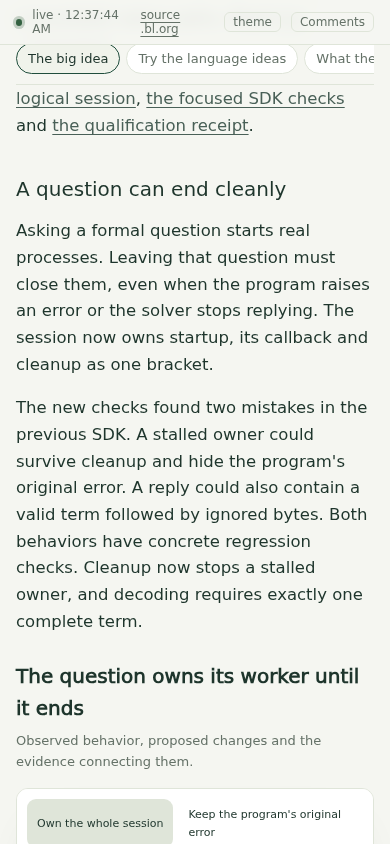 live · 12:37:44 AM
source.bl.org
theme
Comments
The big idea
Try the language ideas
What the
logical session, the focused SDK checks
and the qualification receipt.
A question can end cleanly
Asking a formal question starts real
processes. Leaving that question must
close them, even when the program raises
an error or the solver stops replying. The
session now owns startup, its callback and
cleanup as one bracket.
The new checks found two mistakes in the
previous SDK. A stalled owner could
survive cleanup and hide the program's
original error. A reply could also contain a
valid term followed by ignored bytes. Both
behaviors have concrete regression
checks. Cleanup now stops a stalled
owner, and decoding requires exactly one
complete term.
The question owns its worker until
it ends
Observed behavior, proposed changes and the
evidence connecting them.
Own the whole session
Keep the program's original
error